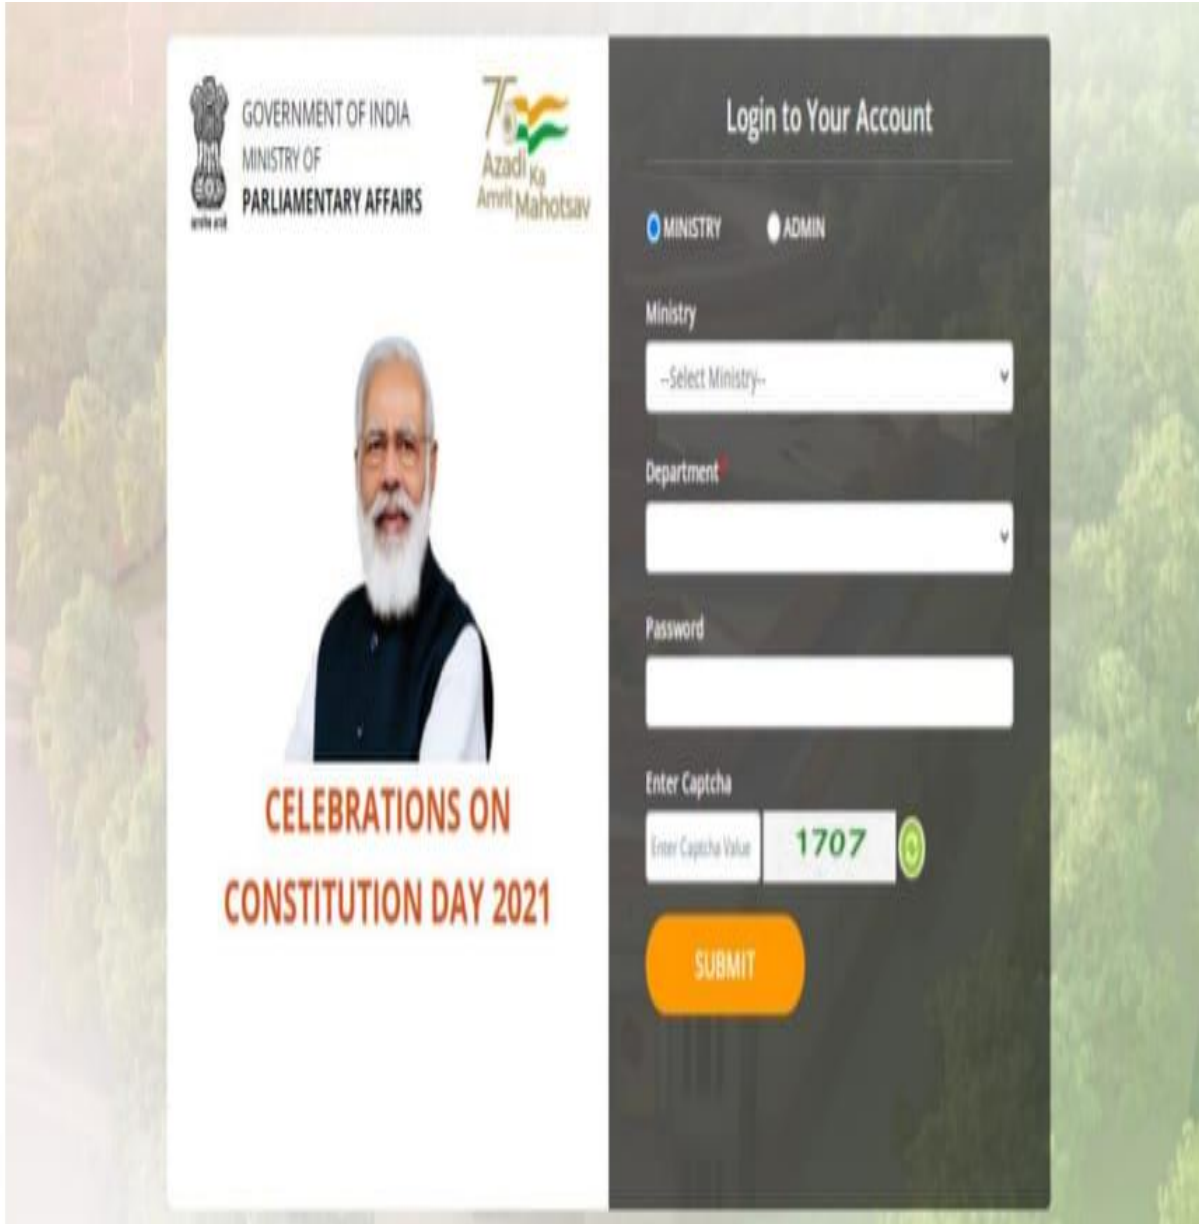 GOVERNMENT OF INDIA
MINISTRY OF
PARLIAMENTARY AFFAIRS
75
Azadi Ka
Amrit Mahotsav
CELEBRATIONS ON
CONSTITUTION DAY 2021
Login to Your Account
MINISTRY ADMIN
Ministry
--Select Ministry--
Department*
Password
Enter Captcha
Enter Captcha Value 1707
SUBMIT